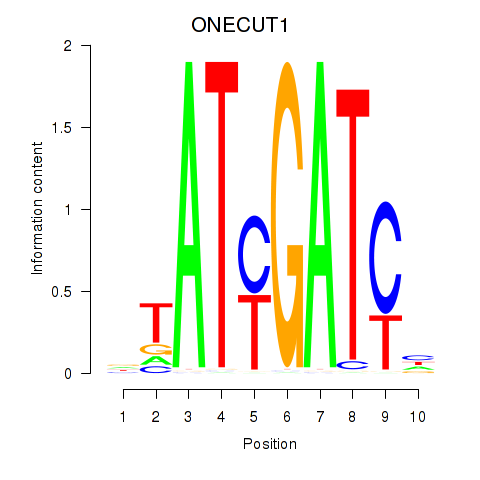 ONECUT1
2
1.5
1
0.5
0
Information content
T G A C
A
T
C T
G
A
T C
C T
1 2 3 4 5 6 7 8 9 10
Position